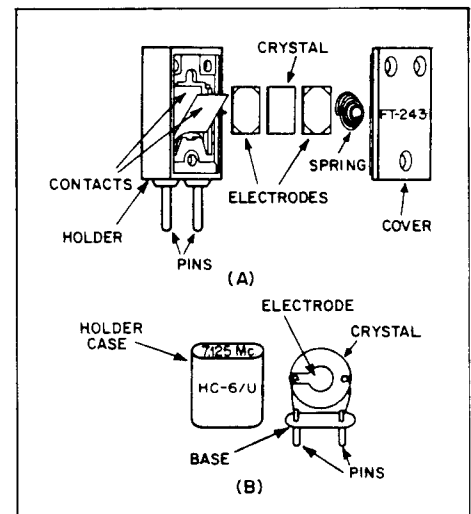 CRYSTAL
FT-243
SPRING
CONTACTS
ELECTRODES
HOLDER
COVER
PINS
(A)
ELECTRODE
HOLDER
CASE
CRYSTAL
7.125 Mc
HC-6/U
BASE
PINS
(B)